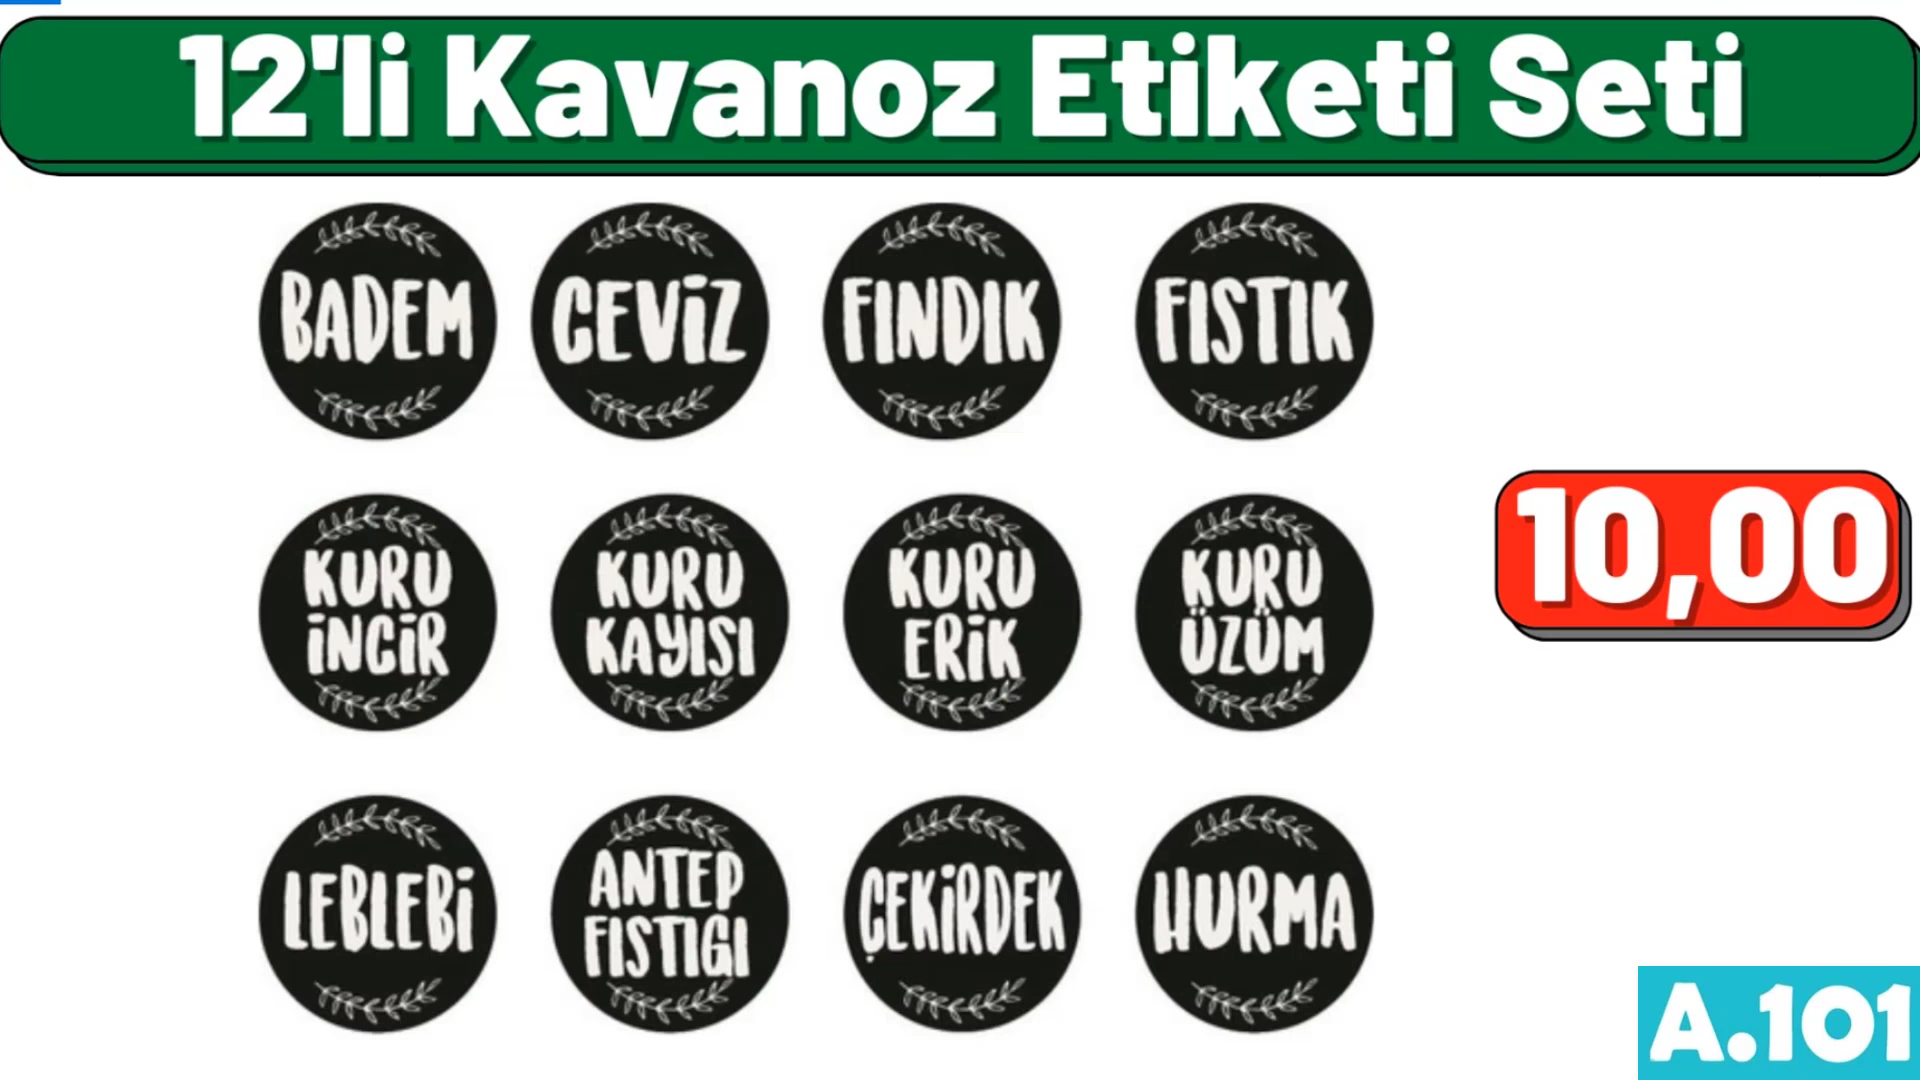 12'li Kavanoz Etiketi Seti
BADEM
CEVİZ
FINDIK
FISTIK
KURU
İNCİR
KURU
KAYISI
KURU
ERİK
KURU
ÜZÜM
10,00
LEBLEBİ
ANTEP
FISTIĞI
ÇEKİRDEK
HURMA
A.101